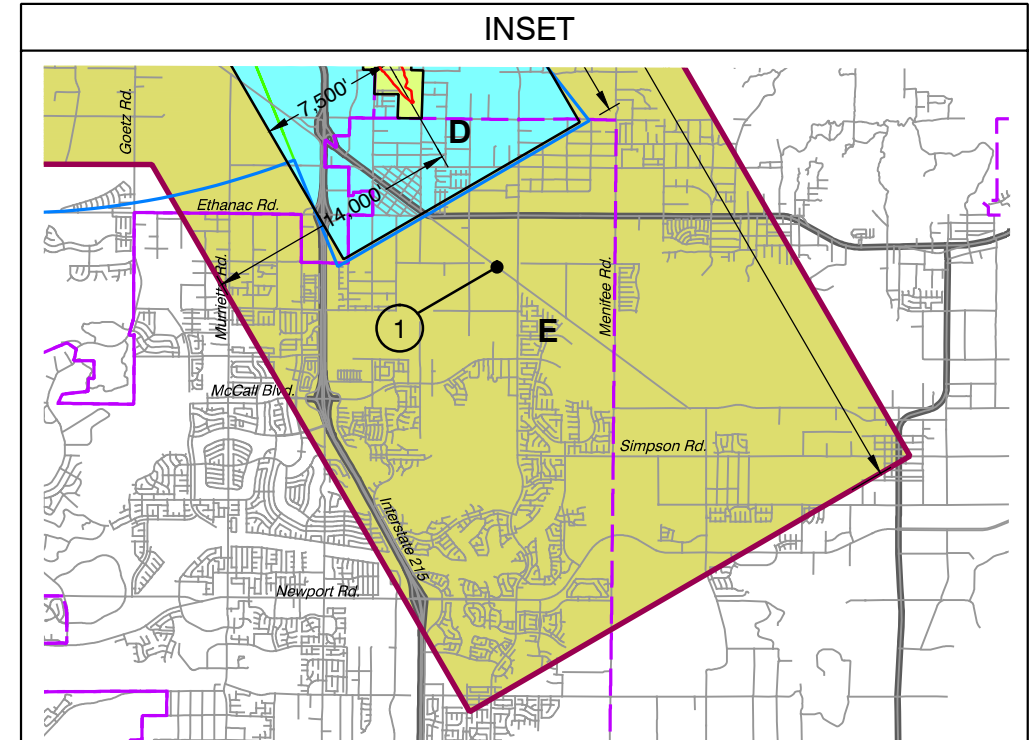 INSET
Goetz Rd.
7,500'
D
14,000'
Ethanac Rd.
Murrieta Rd.
Menifee Rd.
1
E
McCall Blvd.
Simpson Rd.
Interstate 215
Newport Rd.